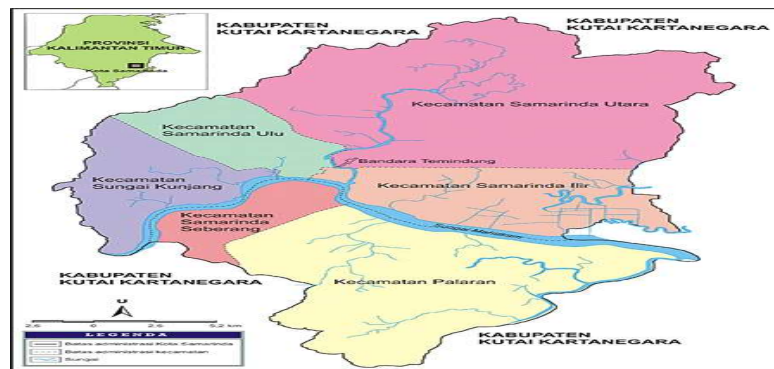 PROVINSI
KALIMANTAN TIMUR
Kota Samarinda
KABUPATEN
KUTAI KARTANEGARA
KABUPATEN
KUTAI KARTANEGARA
Kecamatan Samarinda Utara
Kecamatan
Samarinda Ulu
Bandara Temindung
Kecamatan
Sungai Kunjang
Kecamatan Samarinda Ilir
Kecamatan
Samarinda
Seberang
Sungai Mahakam
KABUPATEN
KUTAI KARTANEGARA
Kecamatan Palaran
U
2.6 0 2.6 5.2 km
KABUPATEN
KUTAI KARTANEGARA
LEGENDA
Batas administrasi Kota Samarinda
Batas administrasi kecamatan
Sungai